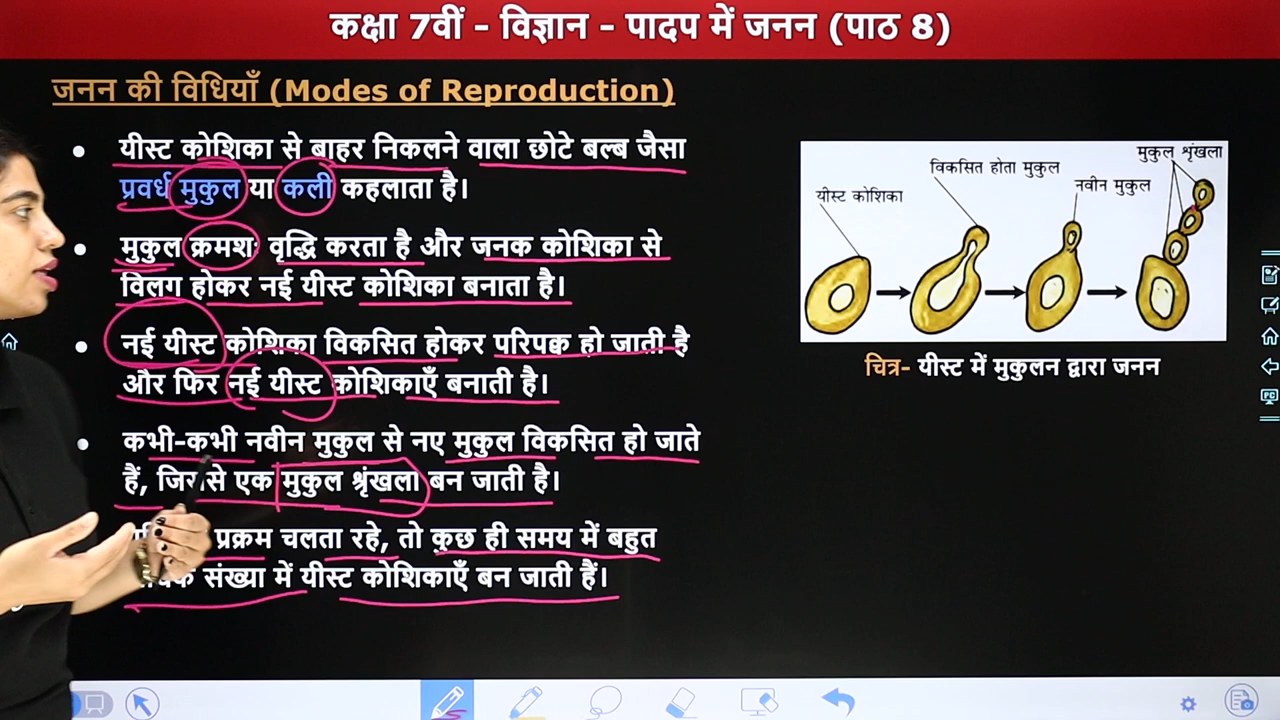 कक्षा 7वीं - विज्ञान - पादप में जनन (पाठ 8)
जनन की विधियाँ (Modes of Reproduction)
• यीस्ट कोशिका से बाहर निकलने वाला छोटे बल्ब जैसा
प्रवर्ध मुकुल या कली कहलाता है।
• मुकुल क्रमशः वृद्धि करता है और जनक कोशिका से
विलग होकर नई यीस्ट कोशिका बनाता है।
• नई यीस्ट कोशिका विकसित होकर परिपक्व हो जाती है
और फिर नई यीस्ट कोशिकाएँ बनाती है।
• कभी-कभी नवीन मुकुल से नए मुकुल विकसित हो जाते
हैं, जिससे एक मुकुल श्रृंखला बन जाती है।
प्रक्रम चलता रहे, तो कुछ ही समय में बहुत
संख्या में यीस्ट कोशिकाएँ बन जाती हैं।
यीस्ट कोशिका
विकसित होता मुकुल
नवीन मुकुल
मुकुल शृंखला
चित्र- यीस्ट में मुकुलन द्वारा जनन